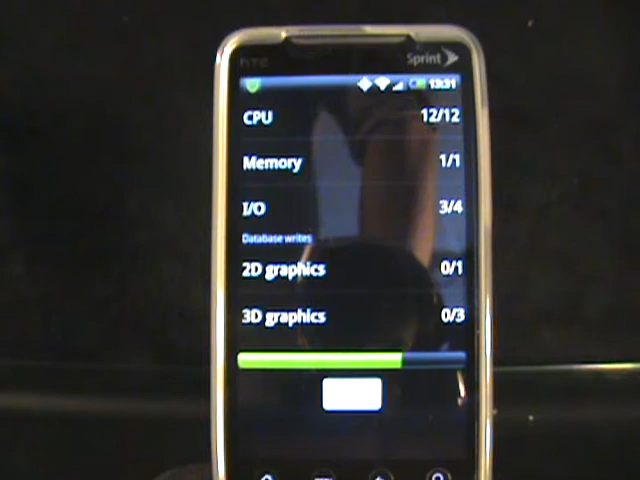 hTC
Sprint
13:31
CPU 12/12
Memory 1/1
I/O 3/4
Database writes
2D graphics 0/1
3D graphics 0/3